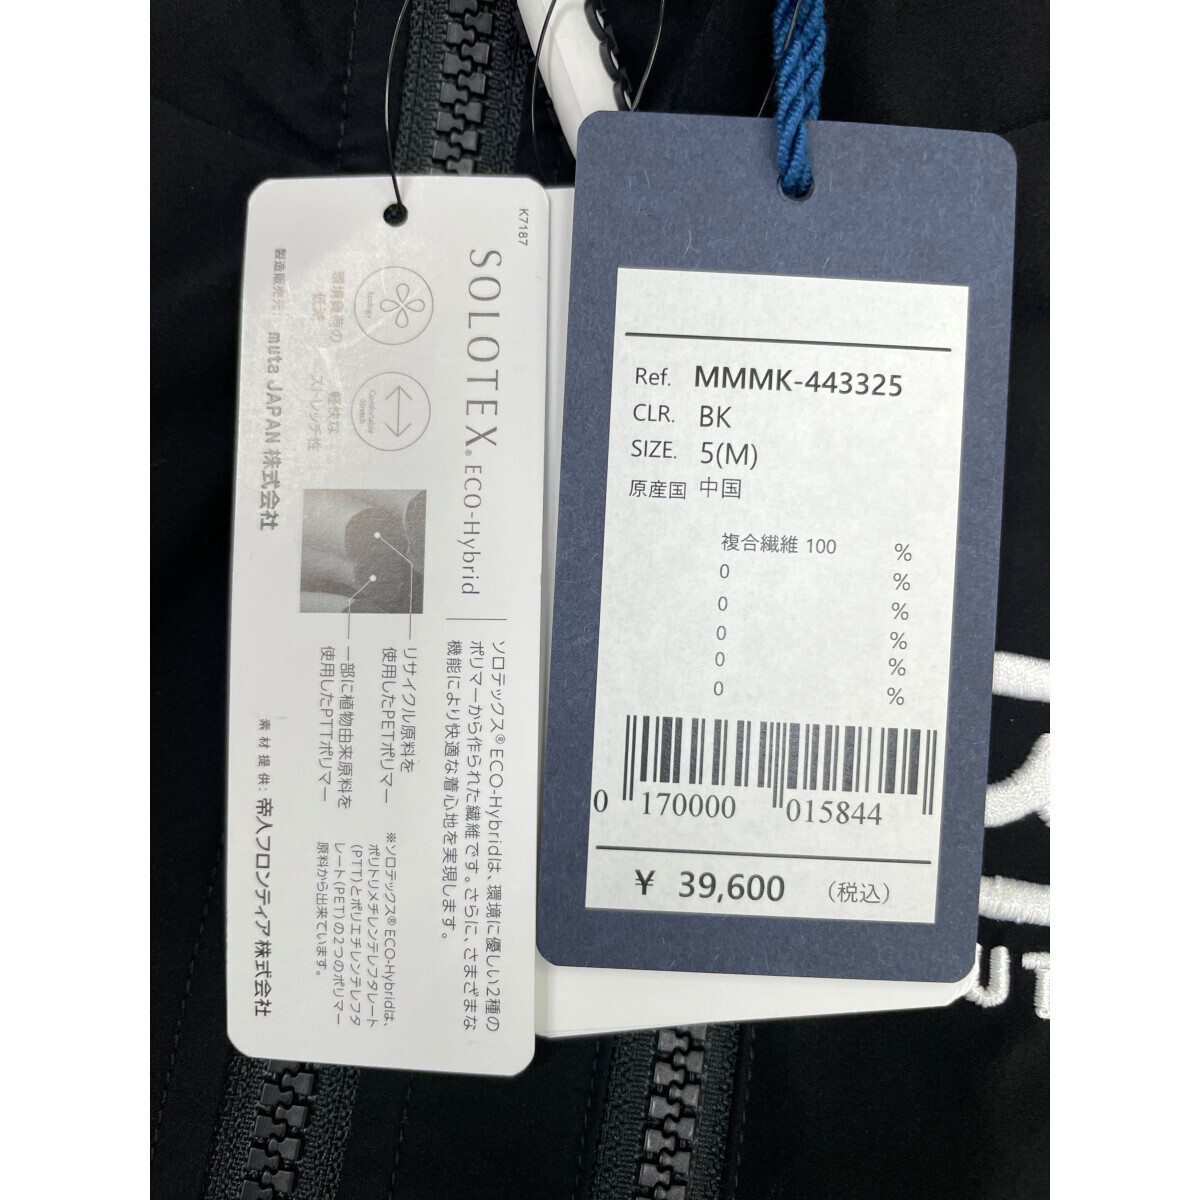 K7187
SOLOTEX® ECO-Hybrid
ソロテックス®ECO-Hybridは、環境に優しい2種の
ポリマーから作られた繊維です。さらに、さまざまな
機能により快適な着心地を実現します。
Ecology
環境負荷の
低減
Comfortable
Stretch
軽快な
ストレッチ性
リサイクル原料を
使用したPETポリマー
一部に植物由来原料を
使用したPTTポリマー
※ソロテックス®ECO-Hybridは、
ポリトリメチレンテレフタレート
(PTT)とポリエチレンテレフタ
レート(PET)の2つのポリマー
原料から出来ています。
製造販売元: muta JAPAN 株式会社
素材提供: 帝人フロンティア株式会社
Ref. MMMK-443325
CLR. BK
SIZE. 5(M)
原産国 中国
複合繊維 100 %
0 %
0 %
0 %
0 %
0 %
0 170000 015844
¥ 39,600 (税込)
UT